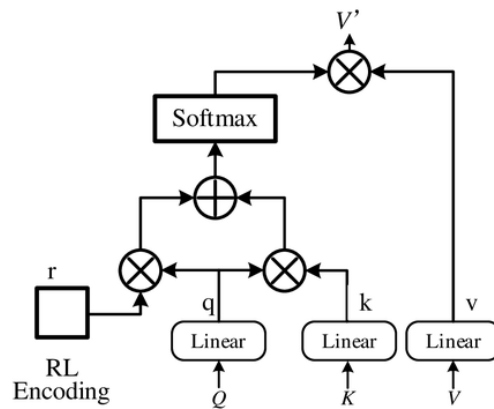 V'
Softmax
r
q
k
v
RL
Encoding
Linear
Linear
Linear
Q
K
V